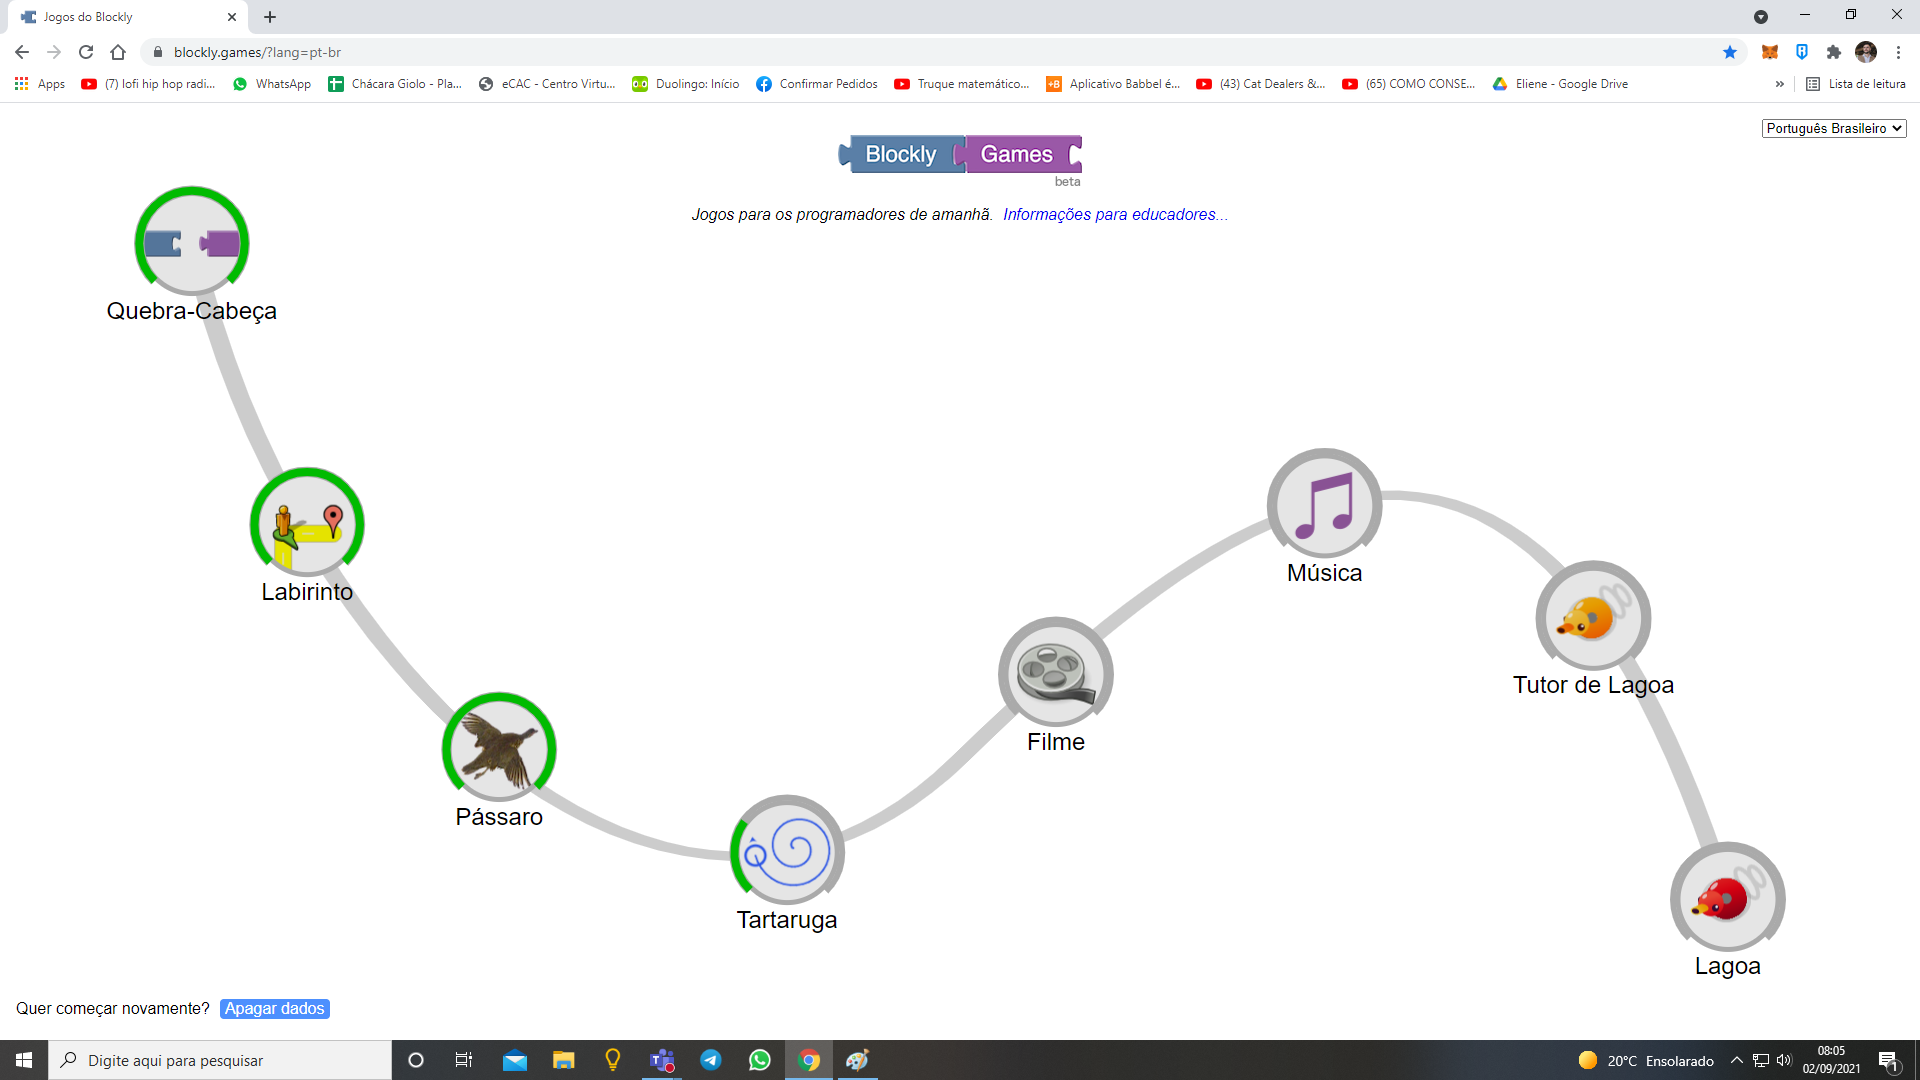 Jogos do Blockly
blockly.games/?lang=pt-br
Apps
(7) lofi hip hop radi...
WhatsApp
Chácara Giolo - Pla...
eCAC - Centro Virtu...
Duolingo: Início
Confirmar Pedidos
Truque matemático...
+B
Aplicativo Babbel é...
(43) Cat Dealers &...
(65) COMO CONSE...
Eliene - Google Drive
»
Lista de leitura
Português Brasileiro
Blockly Games
beta
Jogos para os programadores de amanhã. Informações para educadores...
Quebra-Cabeça
Labirinto
Pássaro
Tartaruga
Filme
Música
Tutor de Lagoa
Lagoa
Quer começar novamente? Apagar dados
Digite aqui para pesquisar
20°C Ensolarado
08:05
02/09/2021
1